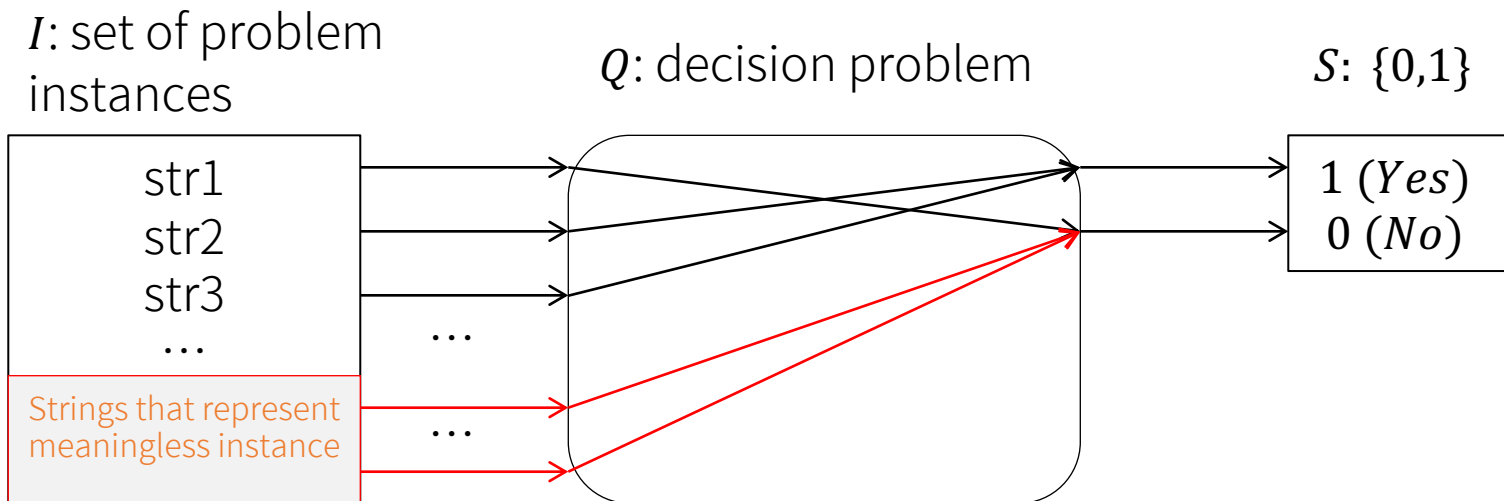 I: set of problem
instances
Q: decision problem
S: {0,1}
str1
str2
str3
...
Strings that represent
meaningless instance
...
...
1 (Yes)
0 (No)